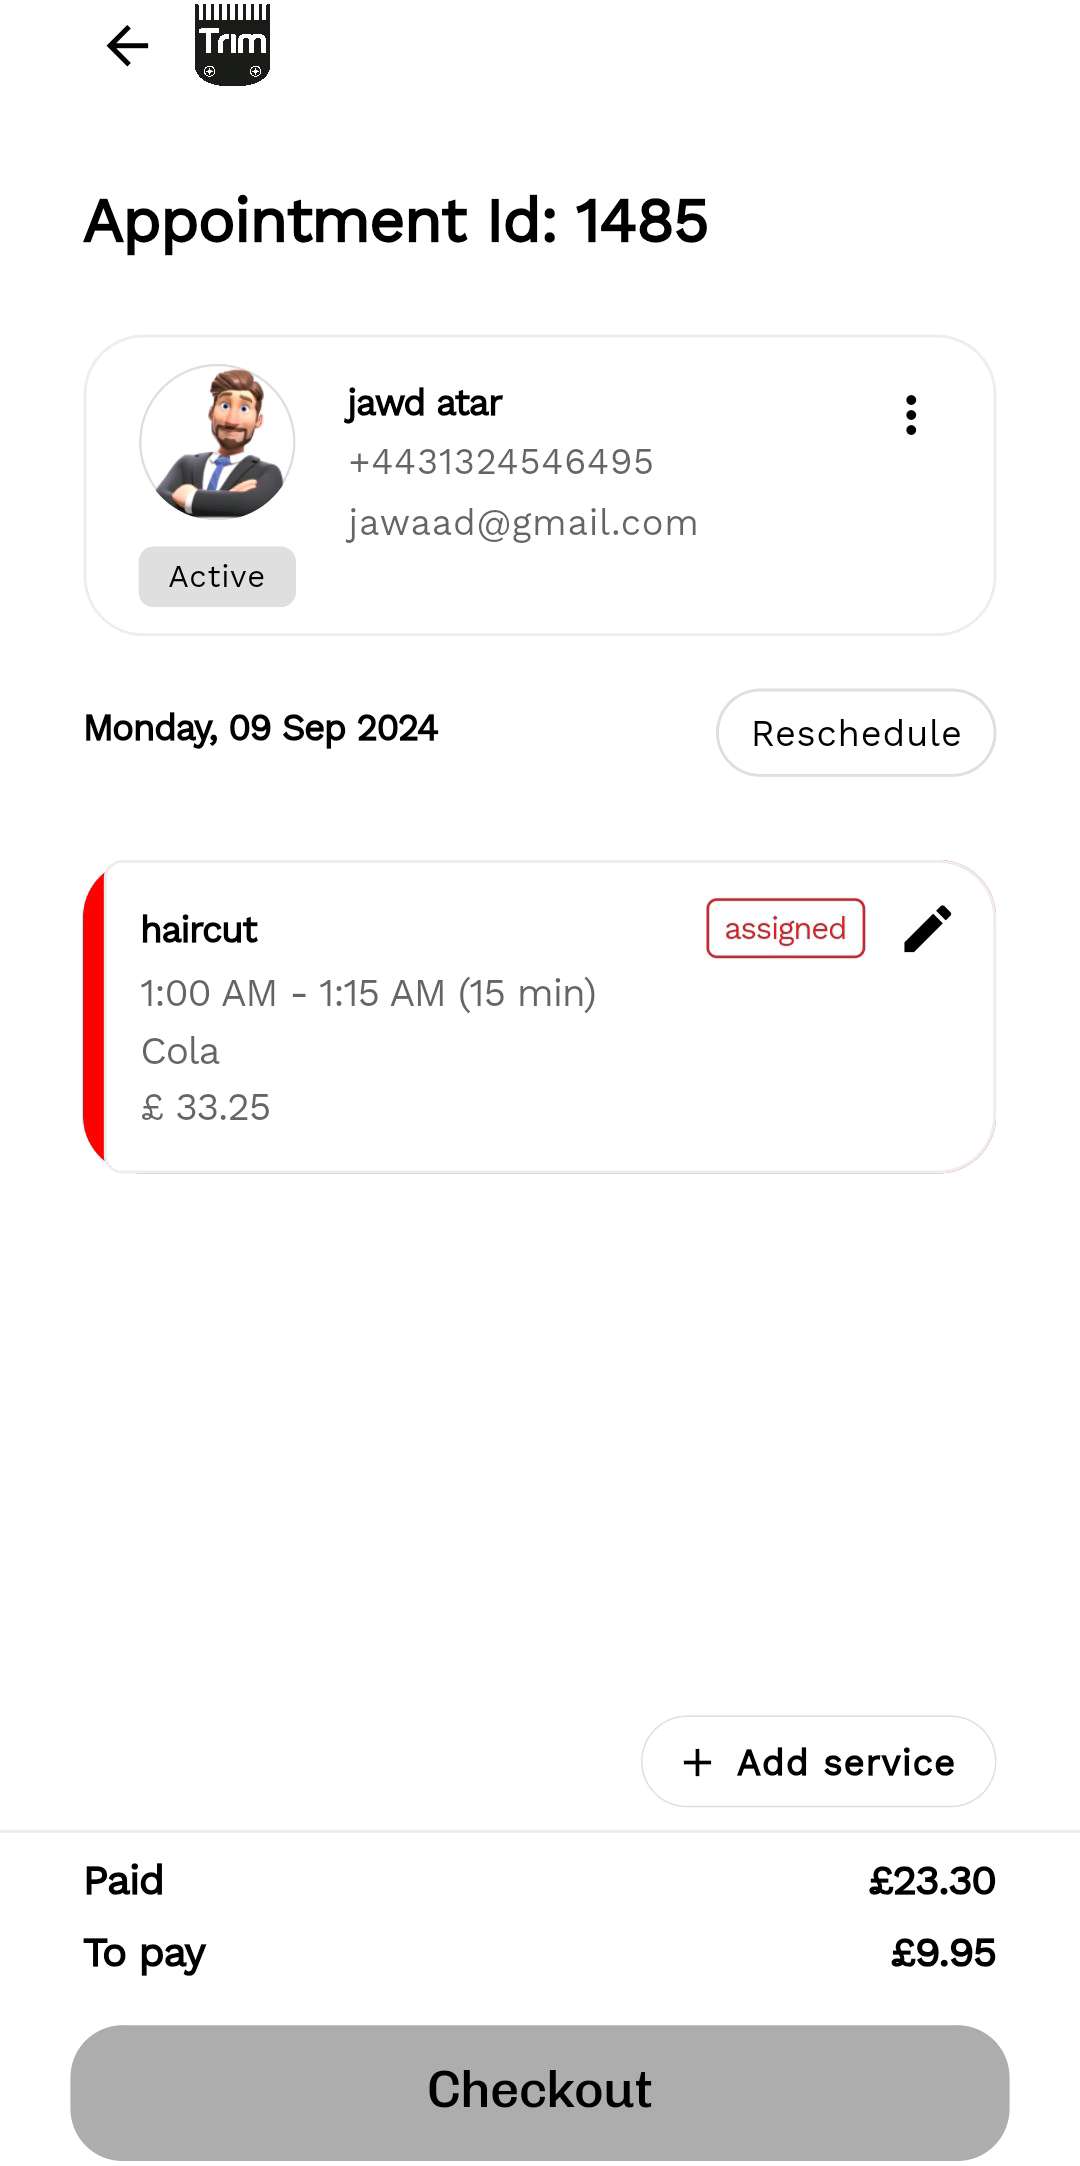 Trim
Appointment Id: 1485
jawd atar
+4431324546495
jawaad@gmail.com
Active
Monday, 09 Sep 2024
Reschedule
haircut
assigned
1:00 AM - 1:15 AM (15 min)
Cola
£ 33.25
+ Add service
Paid £23.30
To pay £9.95
Checkout